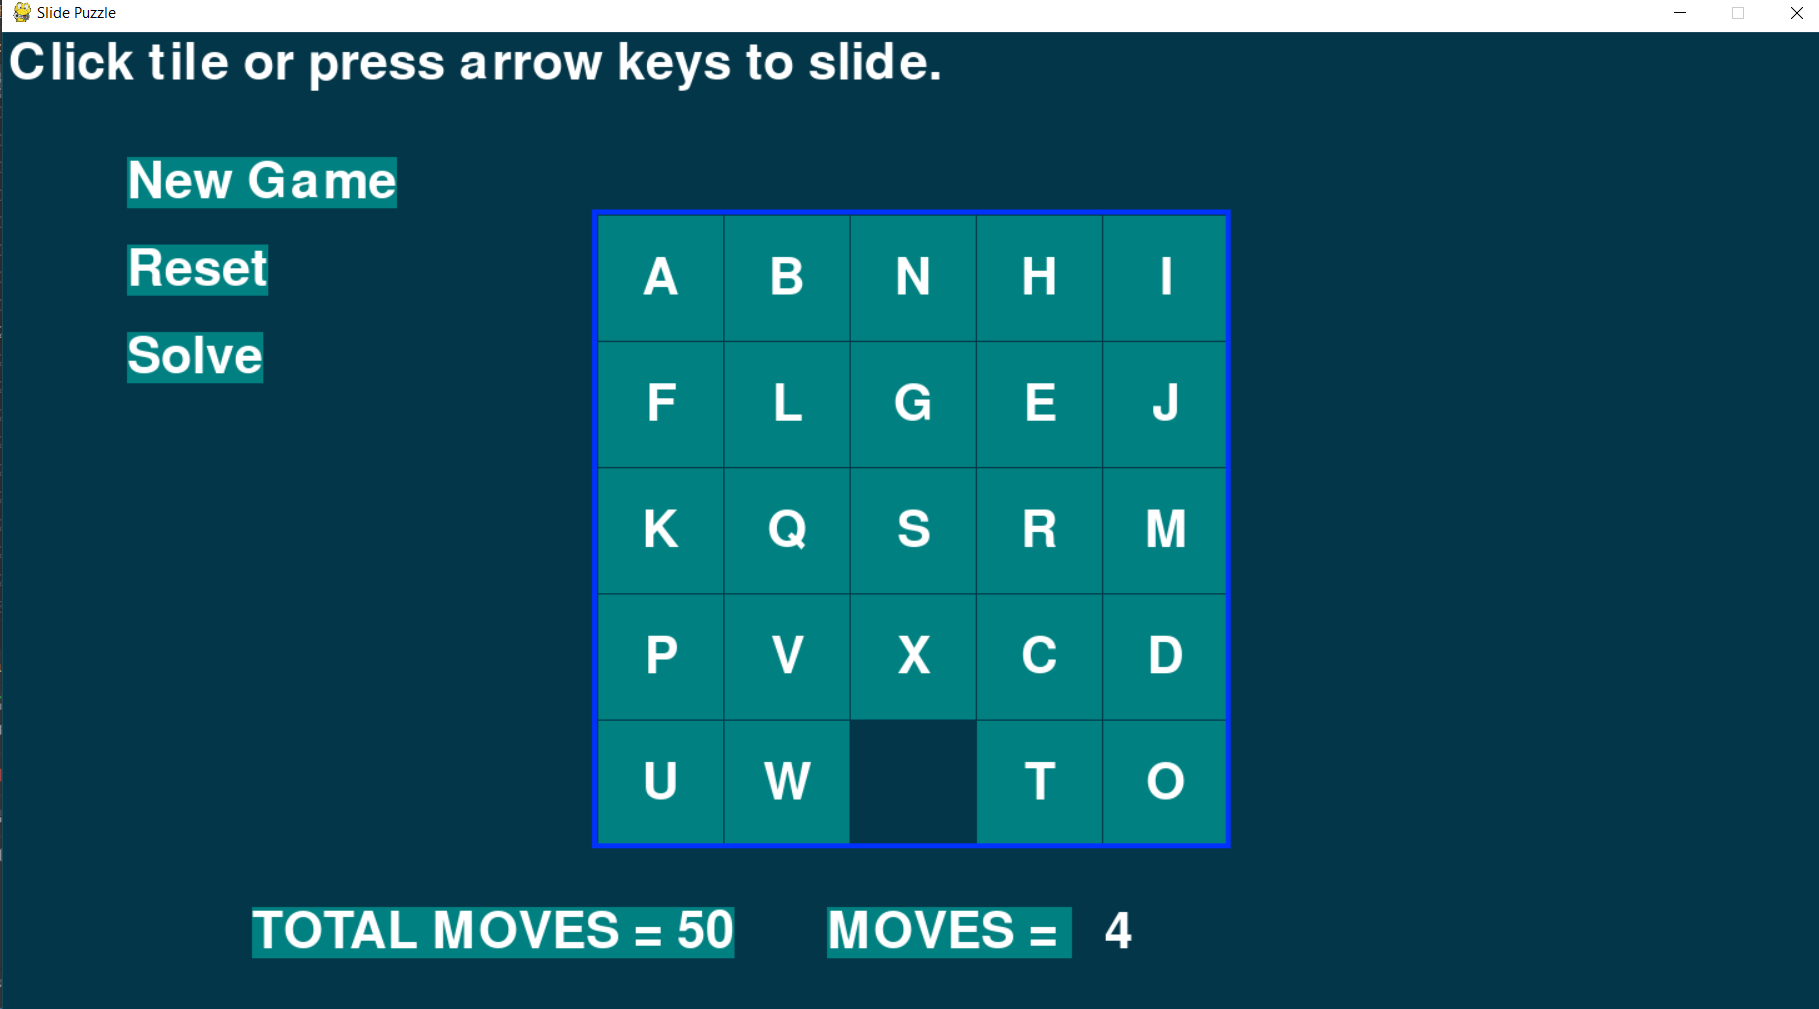 Slide Puzzle
Click tile or press arrow keys to slide.
New Game
Reset
Solve
A B N H I
F L G E J
K Q S R M
P V X C D
U W T O
TOTAL MOVES = 50 MOVES = 4